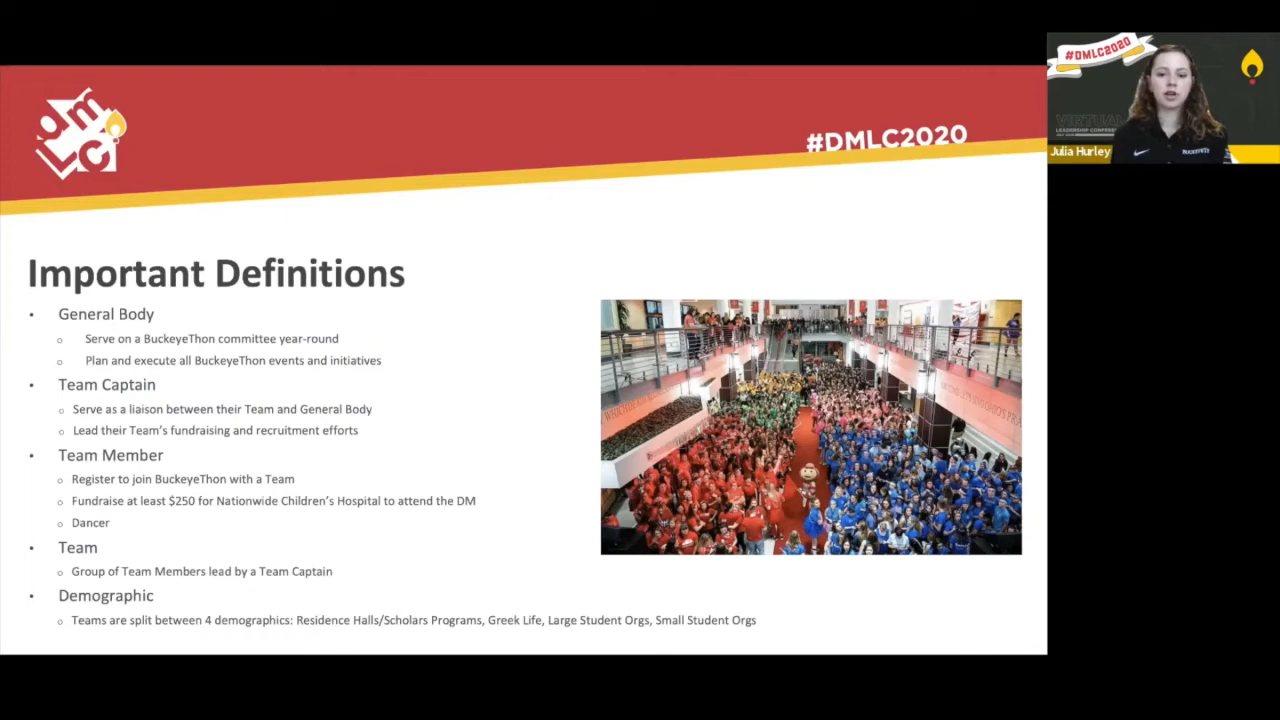 dmLC
#DMLC2020
Important Definitions
• General Body
o Serve on a BuckeyeThon committee year-round
o Plan and execute all BuckeyeThon events and initiatives
• Team Captain
o Serve as a liaison between their Team and General Body
o Lead their Team's fundraising and recruitment efforts
• Team Member
o Register to join BuckeyeThon with a Team
o Fundraise at least $250 for Nationwide Children's Hospital to attend the DM
o Dancer
• Team
o Group of Team Members lead by a Team Captain
• Demographic
o Teams are split between 4 demographics: Residence Halls/Scholars Programs, Greek Life, Large Student Orgs, Small Student Orgs
#DMLC2020
VIRTUAL
LEADERSHIP CONFERENCE
Julia Hurley